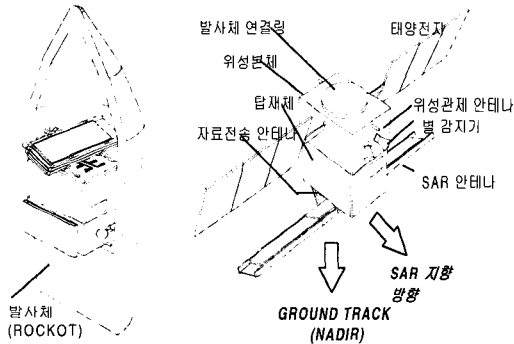 발사체 연결링
태양전지
위성본체
탑재체
위성관제 안테나
별 감지기
자료전송 안테나
SAR 안테나
SAR 지향
방향
발사체
(ROCKOT)
GROUND TRACK
(NADIR)